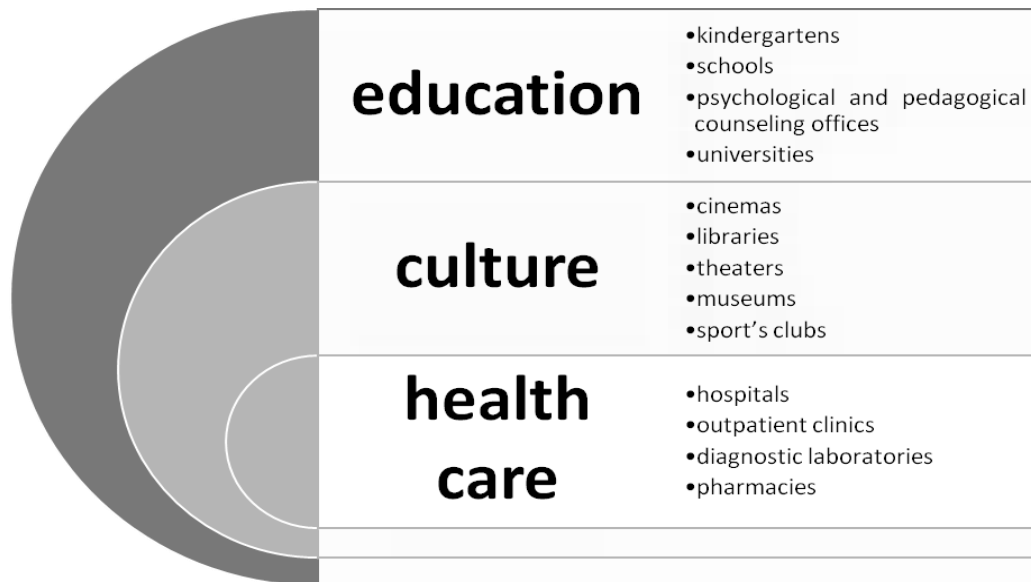 education
•kindergartens
•schools
•psychological and pedagogical
counseling offices
•universities
culture
•cinemas
•libraries
•theaters
•museums
•sport’s clubs
health
care
•hospitals
•outpatient clinics
•diagnostic laboratories
•pharmacies